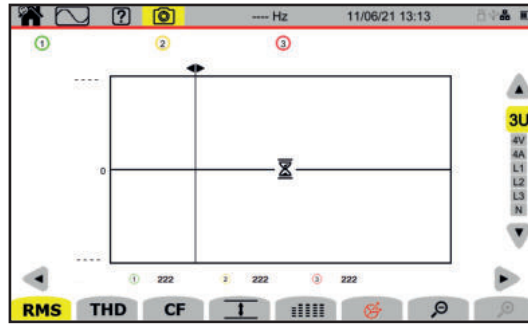 ? ---- Hz 11/06/21 13:13
1 2 3
----
3U
4V
4A
0 L1
L2
L3
N
----
1 222 2 222 3 222
RMS THD CF